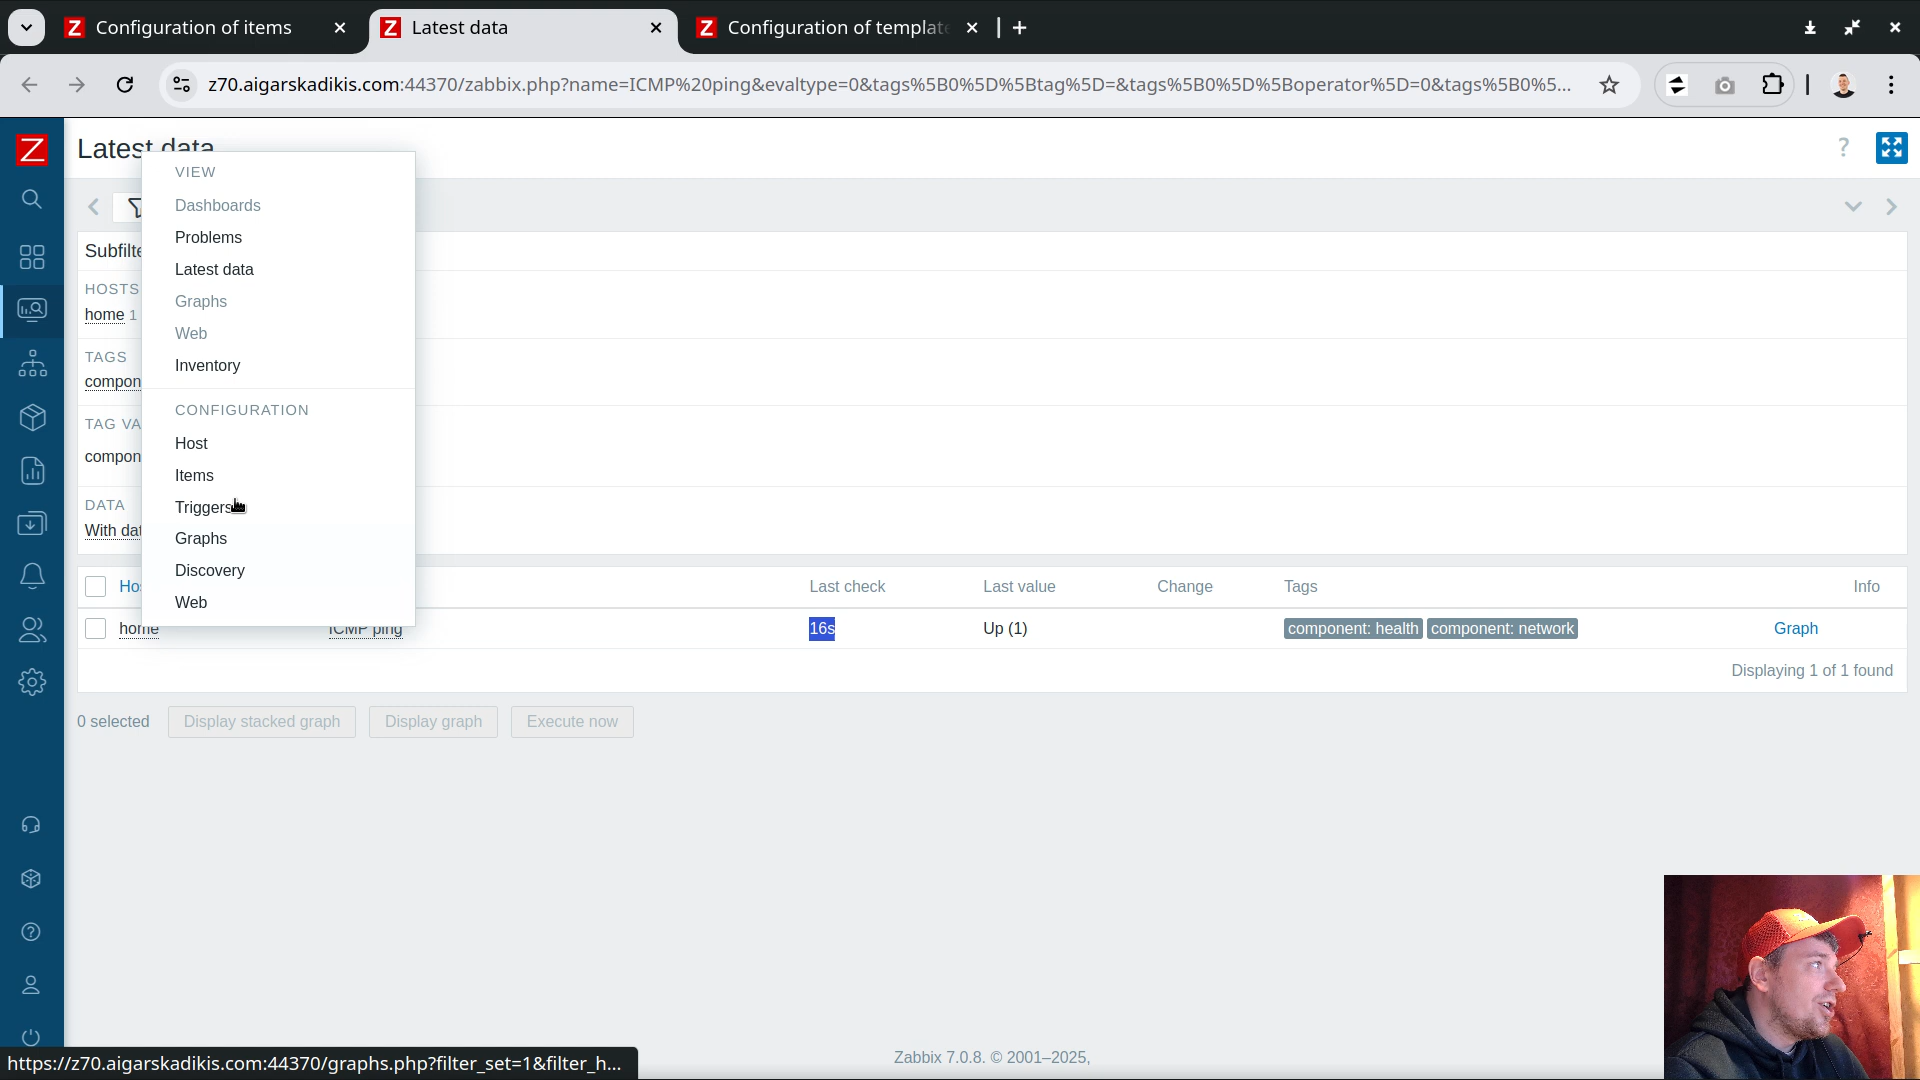 Configuration of items
Latest data
Configuration of template
z70.aigarskadikis.com:44370/zabbix.php?name=ICMP%20ping&evaltype=0&tags%5B0%5D%5Btag%5D=&tags%5B0%5D%5Boperator%5D=0&tags%5B0%5...
Z
Latest data
?
VIEW
Dashboards
Problems
Latest data
Graphs
Web
Inventory
CONFIGURATION
Host
Items
Triggers
Graphs
Discovery
Web
Subfilte
HOSTS
home 1
TAGS
compon
TAG VA
compon
DATA
With dat
Hos
Last check
Last value
Change
Tags
Info
home
ICMP ping
16s
Up (1)
component: health
component: network
Graph
Displaying 1 of 1 found
0 selected
Display stacked graph
Display graph
Execute now
Zabbix 7.0.8. © 2001–2025,
https://z70.aigarskadikis.com:44370/graphs.php?filter_set=1&filter_h...